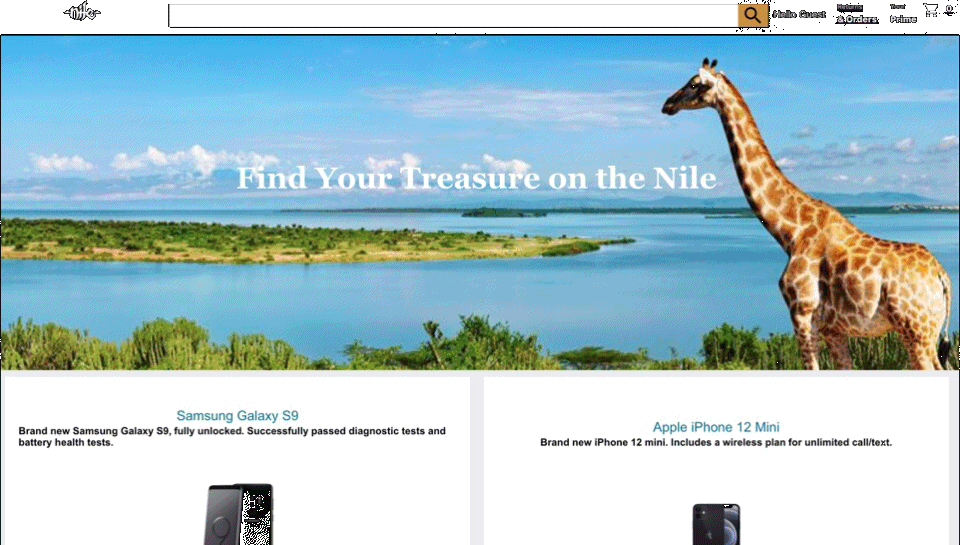 nile
Hello Guest
Returns
& Orders
Your
Prime
0
Find Your Treasure on the Nile
Samsung Galaxy S9
Brand new Samsung Galaxy S9, fully unlocked. Successfully passed diagnostic tests and
battery health tests.
Apple iPhone 12 Mini
Brand new iPhone 12 mini. Includes a wireless plan for unlimited call/text.
9